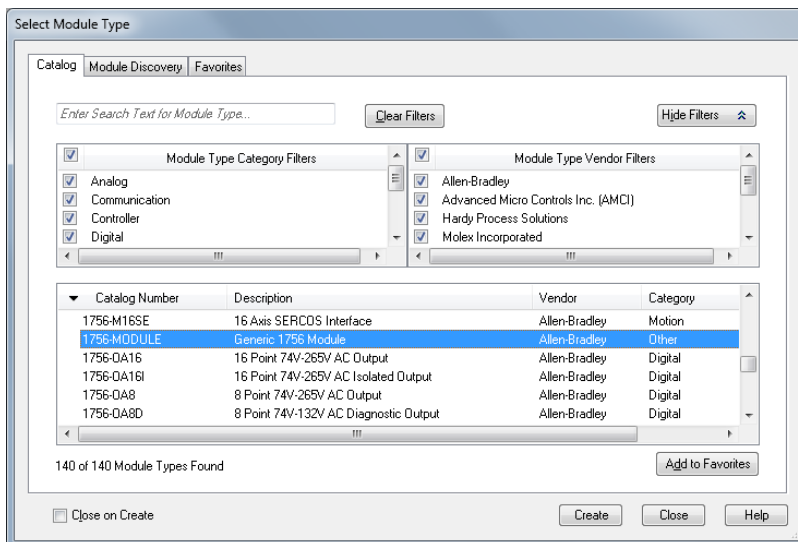 Select Module Type
Catalog Module Discovery Favorites
Enter Search Text for Module Type...
Clear Filters
Hide Filters
Module Type Category Filters
Module Type Vendor Filters
Analog
Allen-Bradley
Communication
Advanced Micro Controls Inc. (AMCI)
Controller
Hardy Process Solutions
Digital
Molex Incorporated
Catalog Number Description Vendor Category
1756-M16SE 16 Axis SERCOS Interface Allen-Bradley Motion
1756-MODULE Generic 1756 Module Allen-Bradley Other
1756-OA16 16 Point 74V-265V AC Output Allen-Bradley Digital
1756-OA16I 16 Point 74V-265V AC Isolated Output Allen-Bradley Digital
1756-OA8 8 Point 74V-265V AC Output Allen-Bradley Digital
1756-OA8D 8 Point 74V-132V AC Diagnostic Output Allen-Bradley Digital
140 of 140 Module Types Found
Add to Favorites
Close on Create
Create Close Help